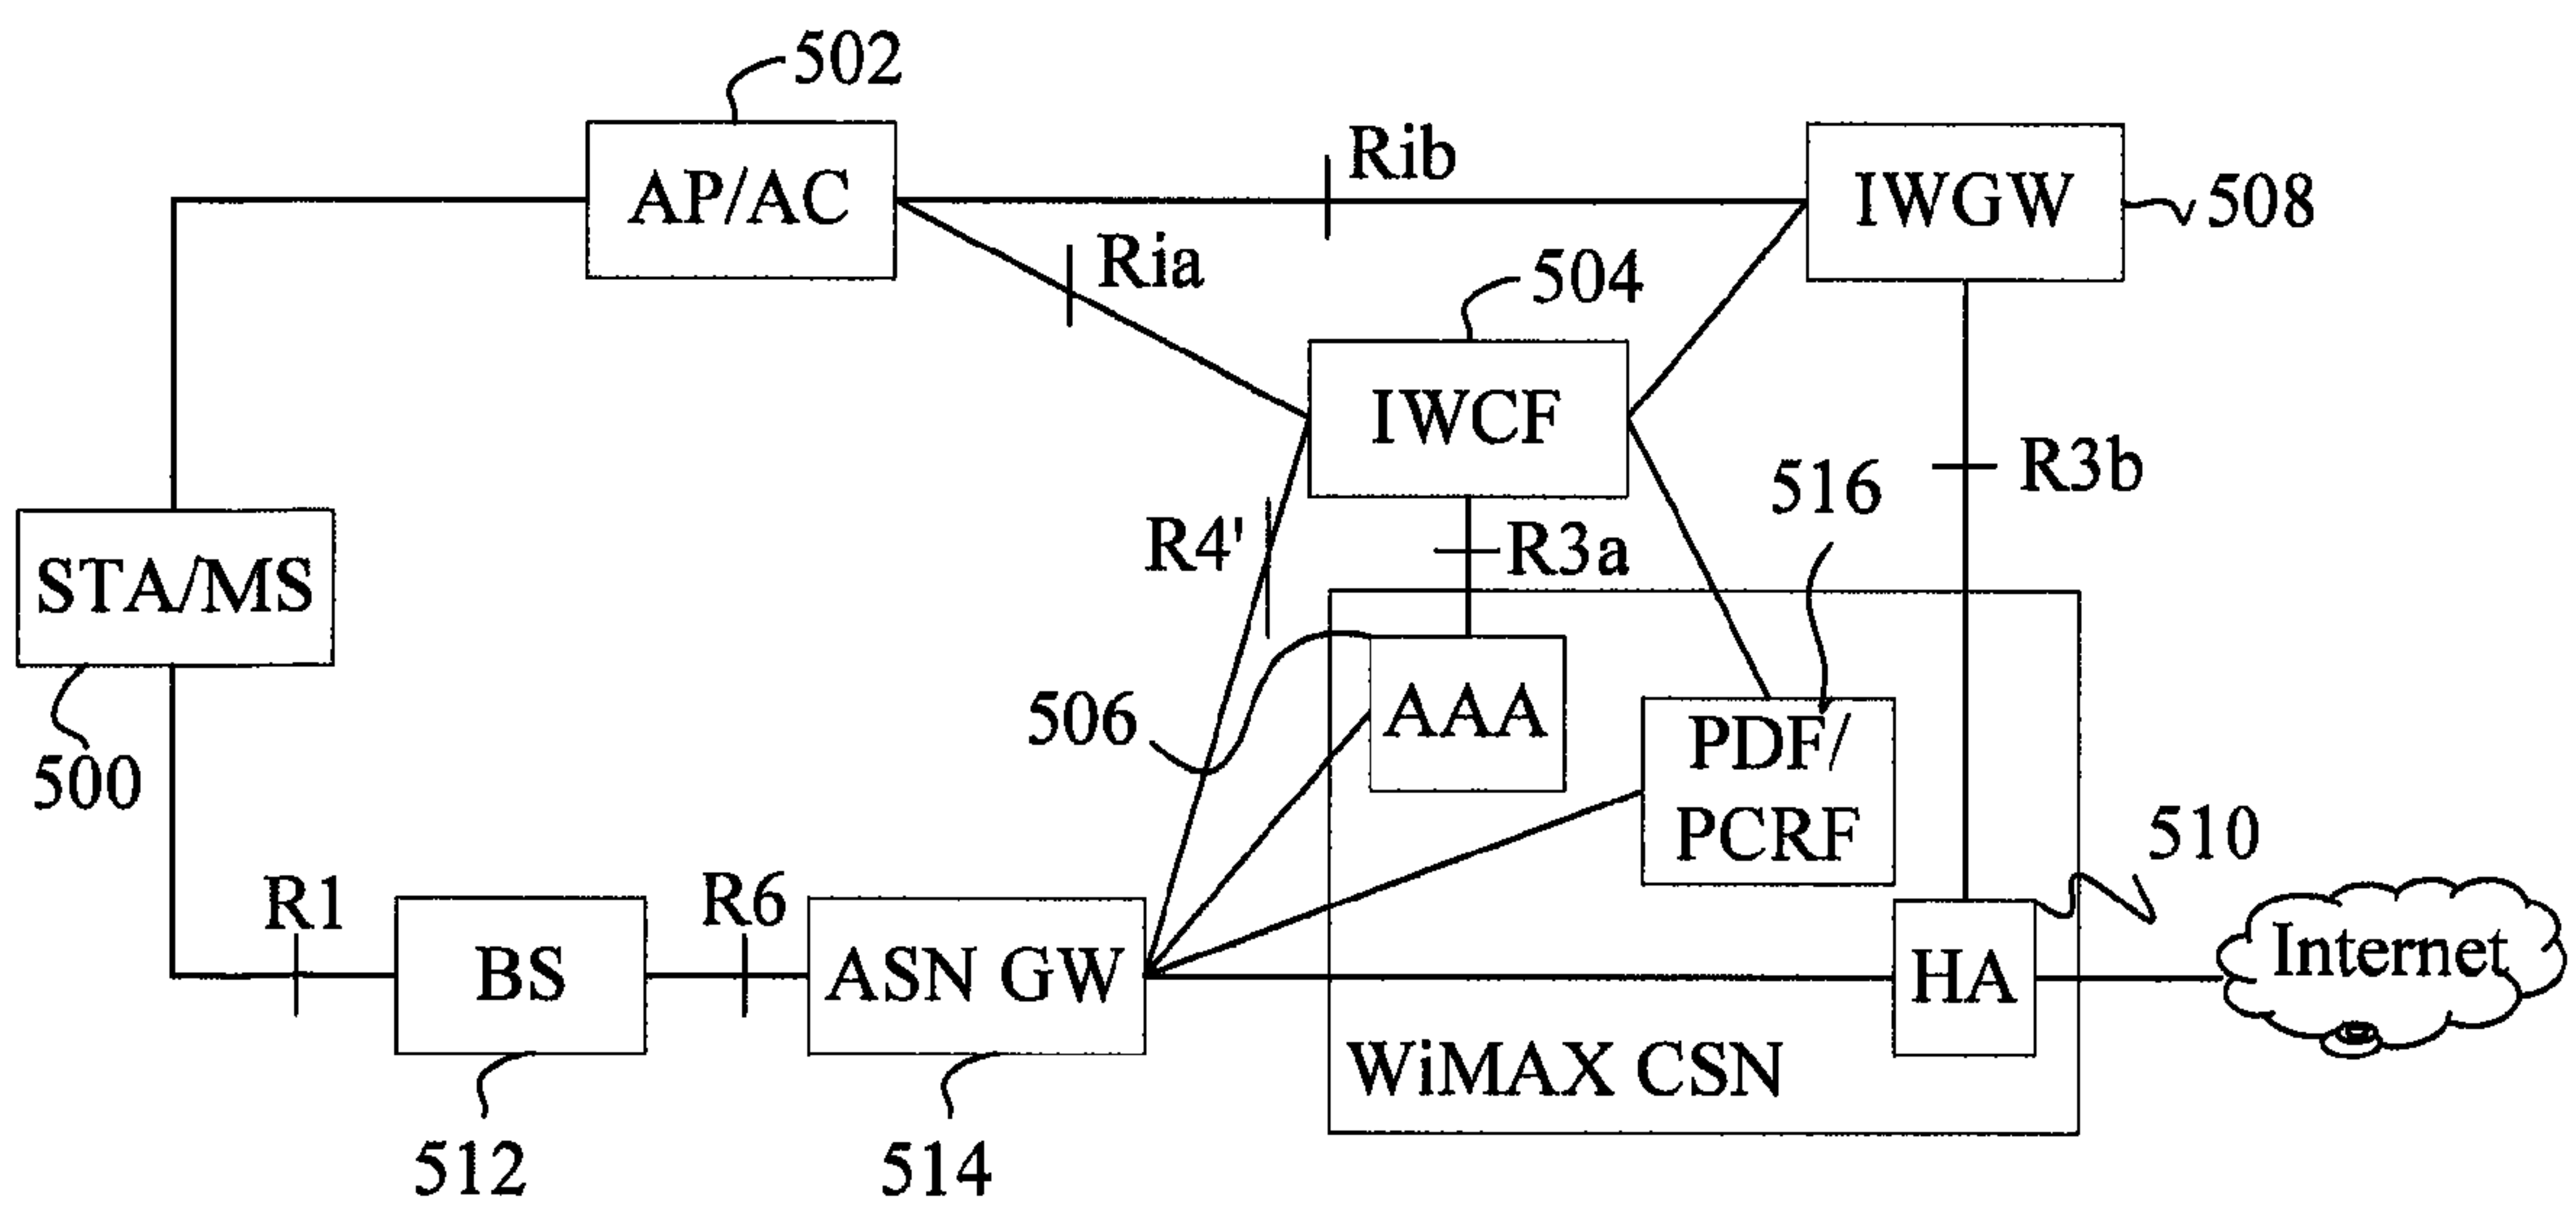 502
AP/AC
Rib
IWGW
508
Ria
504
IWCF
R3b
516
R4'
R3a
STA/MS
506
AAA
PDF/
PCRF
500
510
R1
R6
BS
ASN GW
HA
Internet
WiMAX CSN
512
514